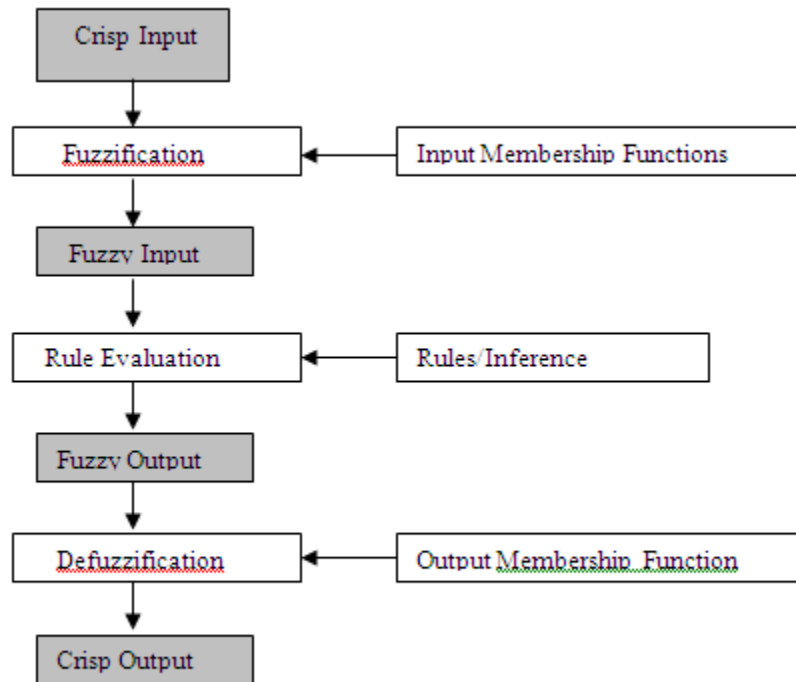 Crisp Input
Fuzzification
Input Membership Functions
Fuzzy Input
Rule Evaluation
Rules/Inference
Fuzzy Output
Defuzzification
Output Membership Function
Crisp Output